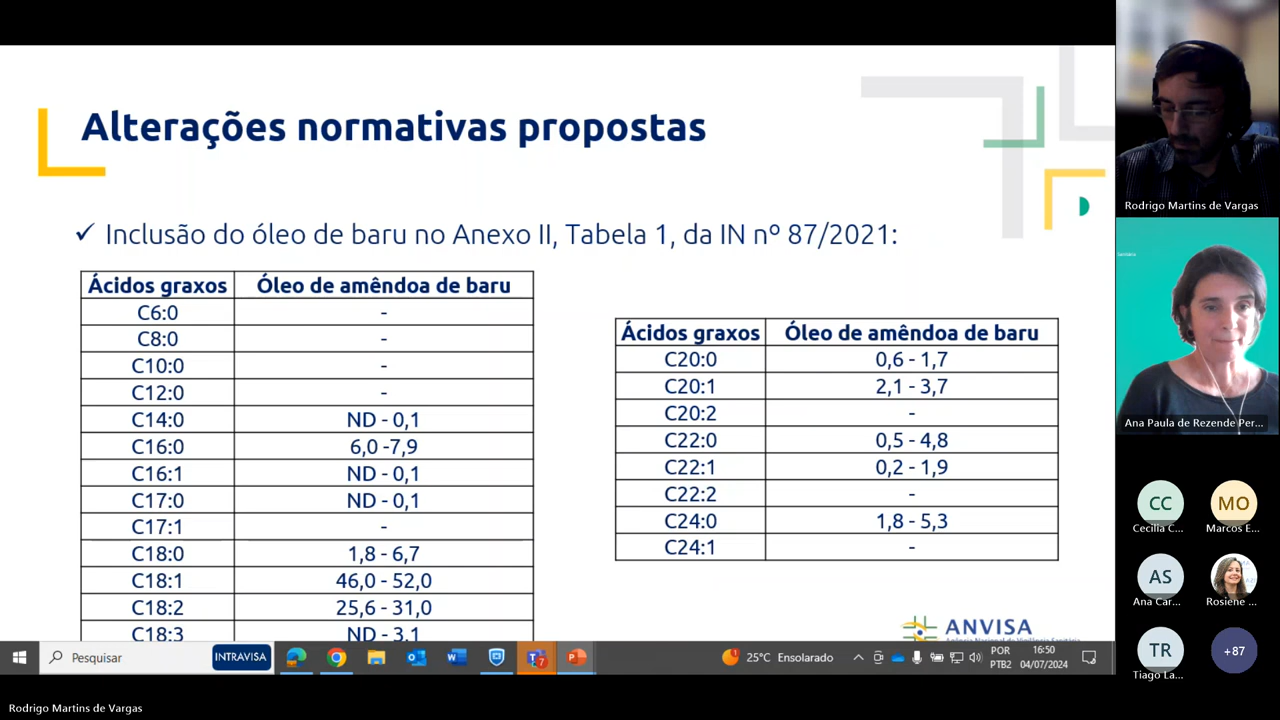 Alterações normativas propostas
✓ Inclusão do óleo de baru no Anexo II, Tabela 1, da IN nº 87/2021:
Ácidos graxos Óleo de amêndoa de baru
C6:0 -
C8:0 -
C10:0 -
C12:0 -
C14:0 ND - 0,1
C16:0 6,0 -7,9
C16:1 ND - 0,1
C17:0 ND - 0,1
C17:1 -
C18:0 1,8 - 6,7
C18:1 46,0 - 52,0
C18:2 25,6 - 31,0
C18:3 ND - 3,1
Ácidos graxos Óleo de amêndoa de baru
C20:0 0,6 - 1,7
C20:1 2,1 - 3,7
C20:2 -
C22:0 0,5 - 4,8
C22:1 0,2 - 1,9
C22:2 -
C24:0 1,8 - 5,3
C24:1 -
ANVISA
Agência Nacional de Vigilância Sanitária
Pesquisar
INTRAVISA
7
1
25°C Ensolarado
POR
PTB2
16:50
04/07/2024
Rodrigo Martins de Vargas
Ana Paula de Rezende Per...
CC
Cecilia C...
MO
Marcos E...
AS
Ana Car...
Rosiene ...
TR
Tiago La...
+87
Rodrigo Martins de Vargas